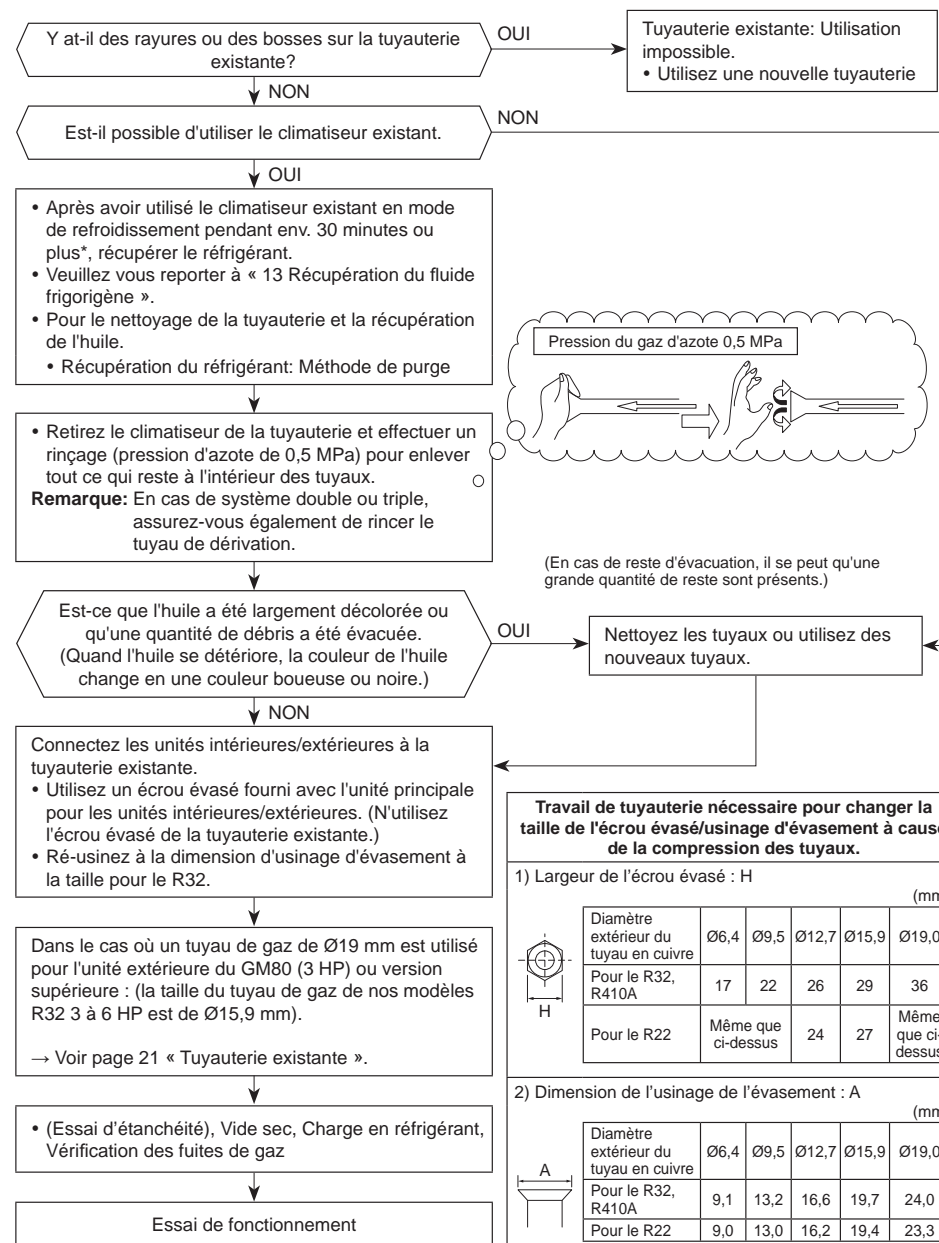 Y at-il des rayures ou des bosses sur la tuyauterie
existante?
OUI
Tuyauterie existante: Utilisation
impossible.
• Utilisez une nouvelle tuyauterie
NON
Est-il possible d'utiliser le climatiseur existant.
NON
OUI
• Après avoir utilisé le climatiseur existant en mode
de refroidissement pendant env. 30 minutes ou
plus*, récupérer le réfrigérant.
• Veuillez vous reporter à « 13 Récupération du fluide
frigorigène ».
• Pour le nettoyage de la tuyauterie et la récupération
de l'huile.
• Récupération du réfrigérant: Méthode de purge
Pression du gaz d'azote 0,5 MPa
• Retirez le climatiseur de la tuyauterie et effectuer un
rinçage (pression d'azote de 0,5 MPa) pour enlever
tout ce qui reste à l'intérieur des tuyaux.
Remarque: En cas de système double ou triple,
assurez-vous également de rincer le
tuyau de dérivation.
(En cas de reste d'évacuation, il se peut qu'une
grande quantité de reste sont présents.)
Est-ce que l'huile a été largement décolorée ou
qu'une quantité de débris a été évacuée.
(Quand l'huile se détériore, la couleur de l'huile
change en une couleur boueuse ou noire.)
OUI
Nettoyez les tuyaux ou utilisez des
nouveaux tuyaux.
NON
Connectez les unités intérieures/extérieures à la
tuyauterie existante.
• Utilisez un écrou évasé fourni avec l'unité principale
pour les unités intérieures/extérieures. (N'utilisez
l'écrou évasé de la tuyauterie existante.)
• Ré-usinez à la dimension d'usinage d'évasement à
la taille pour le R32.
Dans le cas où un tuyau de gaz de Ø19 mm est utilisé
pour l'unité extérieure du GM80 (3 HP) ou version
supérieure : (la taille du tuyau de gaz de nos modèles
R32 3 à 6 HP est de Ø15,9 mm).
→ Voir page 21 « Tuyauterie existante ».
• (Essai d'étanchéité), Vide sec, Charge en réfrigérant,
Vérification des fuites de gaz
Essai de fonctionnement
Travail de tuyauterie nécessaire pour changer la
taille de l'écrou évasé/usinage d'évasement à cause
de la compression des tuyaux.
1) Largeur de l'écrou évasé : H
(mm
H
Diamètre
extérieur du
tuyau en cuivre
Ø6,4 Ø9,5 Ø12,7 Ø15,9 Ø19,0
Pour le R32,
R410A
17 22 26 29 36
Pour le R22
Même que
ci-dessus
24 27
Même
que ci-
dessus
2) Dimension de l'usinage de l'évasement : A
(mm
A
Diamètre
extérieur du
tuyau en cuivre
Ø6,4 Ø9,5 Ø12,7 Ø15,9 Ø19,0
Pour le R32,
R410A
9,1 13,2 16,6 19,7 24,0
Pour le R22 9,0 13,0 16,2 19,4 23,3